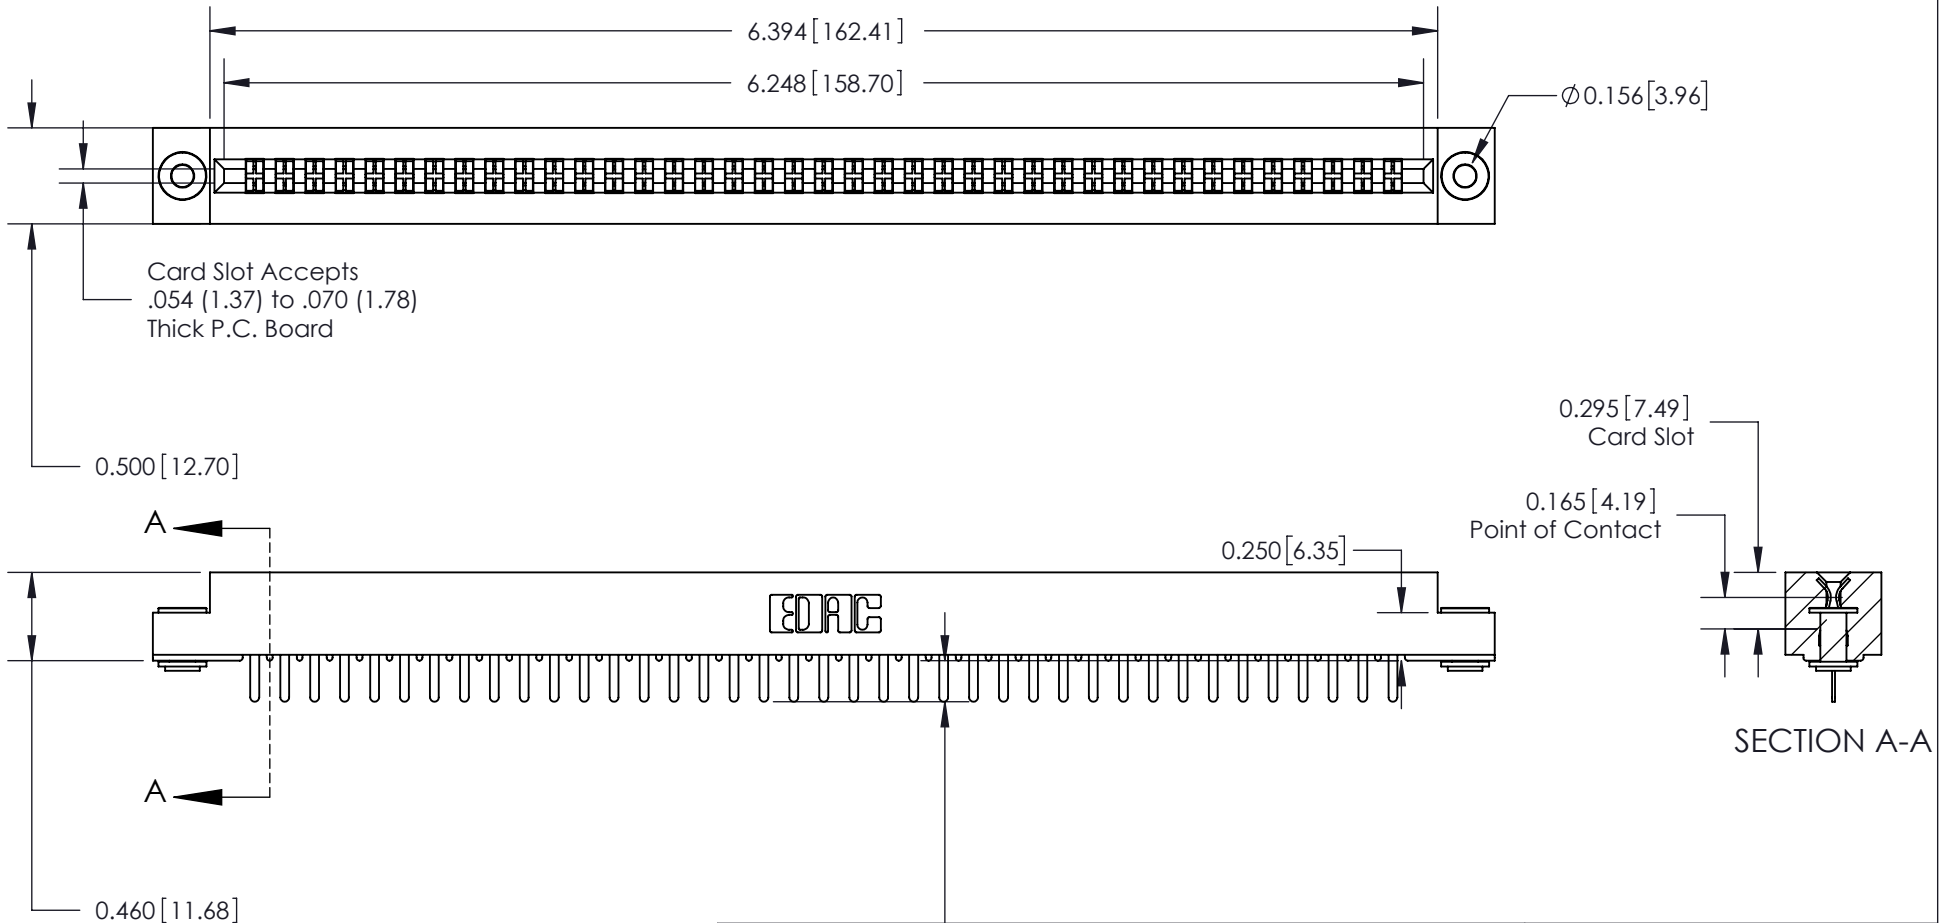 6.394[162.41]
6.248[158.70]
Ø0.156[3.96]
Card Slot Accepts
.054 (1.37) to .070 (1.78)
Thick P.C. Board
0.500[12.70]
0.295[7.49]
Card Slot
0.165[4.19]
Point of Contact
A
0.250[6.35]
EDAC
SECTION A-A
A
0.460[11.68]